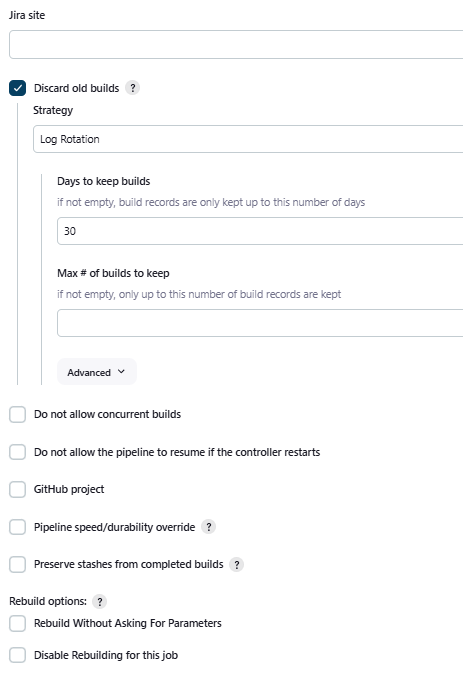 Jira site
Discard old builds ?
Strategy
Log Rotation
Days to keep builds
if not empty, build records are only kept up to this number of days
30
Max # of builds to keep
if not empty, only up to this number of build records are kept
Advanced
Do not allow concurrent builds
Do not allow the pipeline to resume if the controller restarts
GitHub project
Pipeline speed/durability override ?
Preserve stashes from completed builds ?
Rebuild options: ?
Rebuild Without Asking For Parameters
Disable Rebuilding for this job